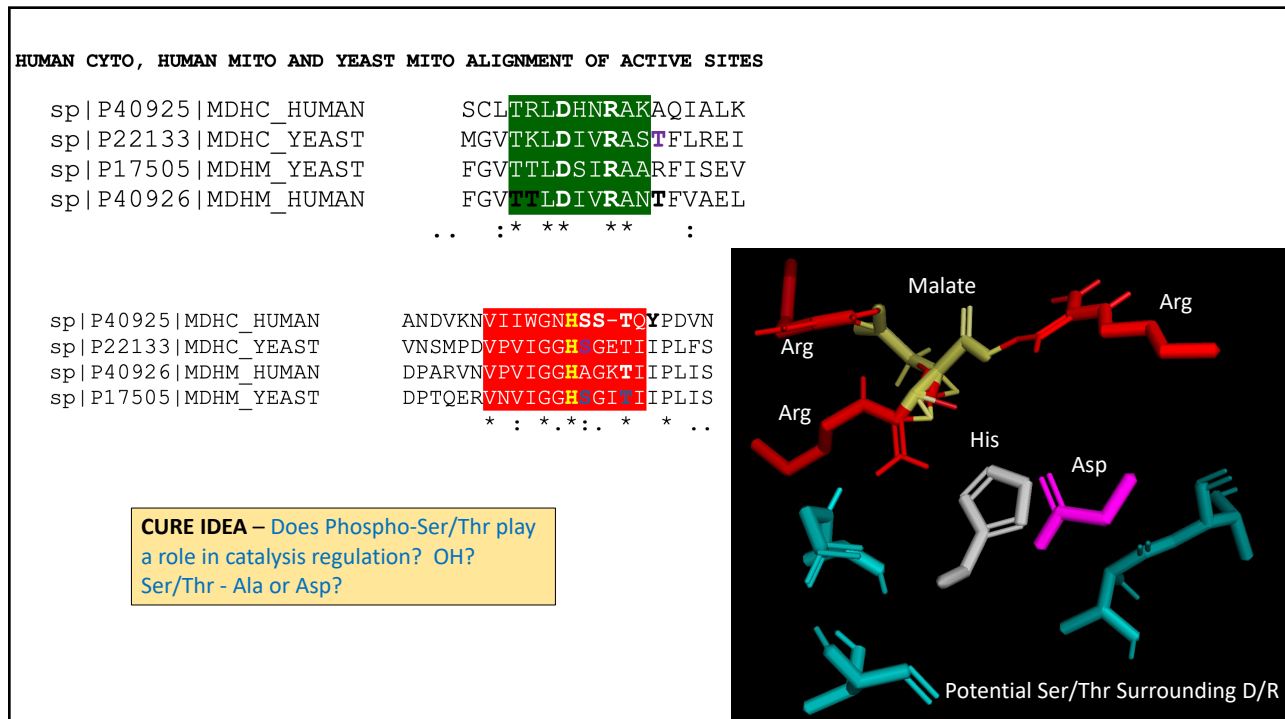 HUMAN CYTO, HUMAN MITO AND YEAST MITO ALIGNMENT OF ACTIVE SITES
sp|P40925|MDHC_HUMAN SCLTRLDHNRAKAQIALK
sp|P22133|MDHC_YEAST MGVTKLDIVRASTFLREI
sp|P17505|MDHM_YEAST FGVTTLDSIRAARFISEV
sp|P40926|MDHM_HUMAN FGVTTLDIVRANTFVAEL
.. :* ** ** :
sp|P40925|MDHC_HUMAN ANDVKNVIIWGNHSS-TQYPDVN
sp|P22133|MDHC_YEAST VNSMPDVPVIGGHSGETIIPLFS
sp|P40926|MDHM_HUMAN DPARVNVPVIGGHAGKTIIPLIS
sp|P17505|MDHM_YEAST DPTQERVNVIGGHSGITIIPLIS
* : *.*:. * * ..
CURE IDEA – Does Phospho-Ser/Thr play
a role in catalysis regulation? OH?
Ser/Thr - Ala or Asp?
Malate
Arg
Arg
Arg
His
Asp
Potential Ser/Thr Surrounding D/R